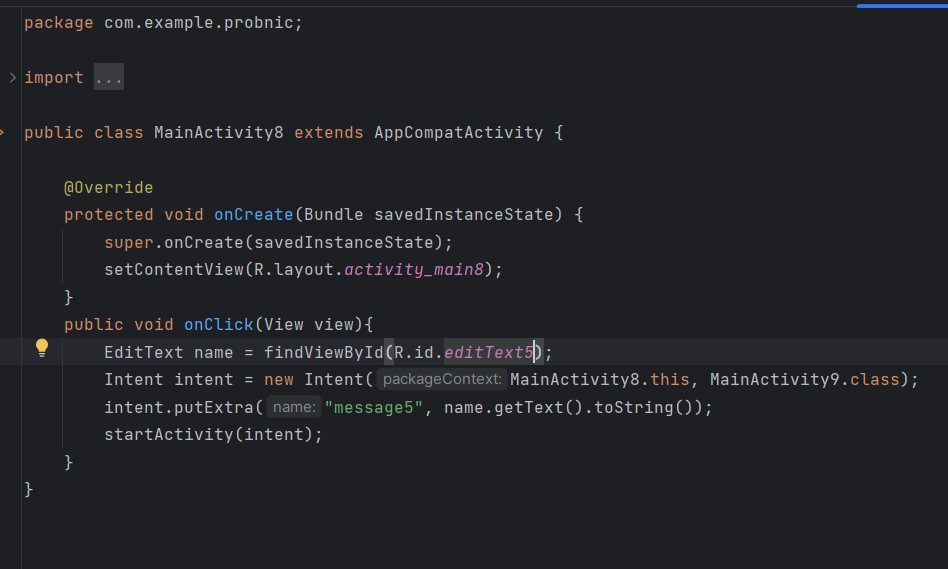 package com.example.probnic;
import ...
public class MainActivity8 extends AppCompatActivity {
@Override
protected void onCreate(Bundle savedInstanceState) {
super.onCreate(savedInstanceState);
setContentView(R.layout.activity_main8);
}
public void onClick(View view){
EditText name = findViewById(R.id.editText5);
Intent intent = new Intent( packageContext: MainActivity8.this, MainActivity9.class);
intent.putExtra( name: "message5", name.getText().toString());
startActivity(intent);
}
}